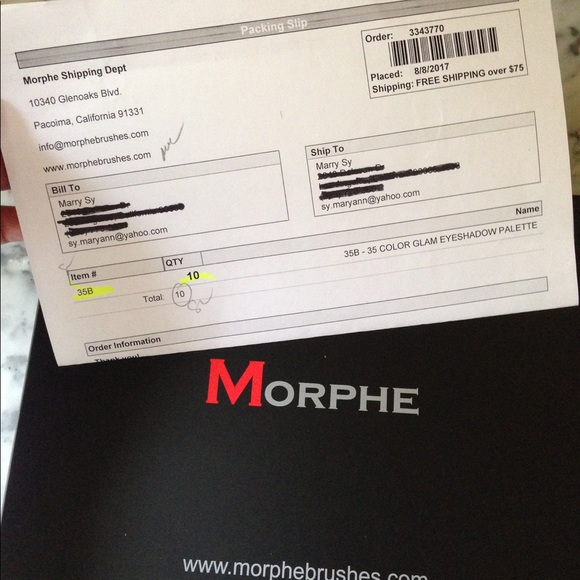 Packing Slip
Order: 3343770
Placed: 8/8/2017
Shipping: FREE SHIPPING over $75
Morphe Shipping Dept
10340 Glenoaks Blvd.
Pacoima, California 91331
info@morphebrushes.com
www.morphebrushes.com
Bill To
Marry Sy
sy.maryann@yahoo.com
Ship To
Marry Sy
sy.maryann@yahoo.com
Item # QTY Name
35B 10 35B - 35 COLOR GLAM EYESHADOW PALETTE
Total: 10
Order Information
Thank you!
MORPHE
www.morphebrushes.com